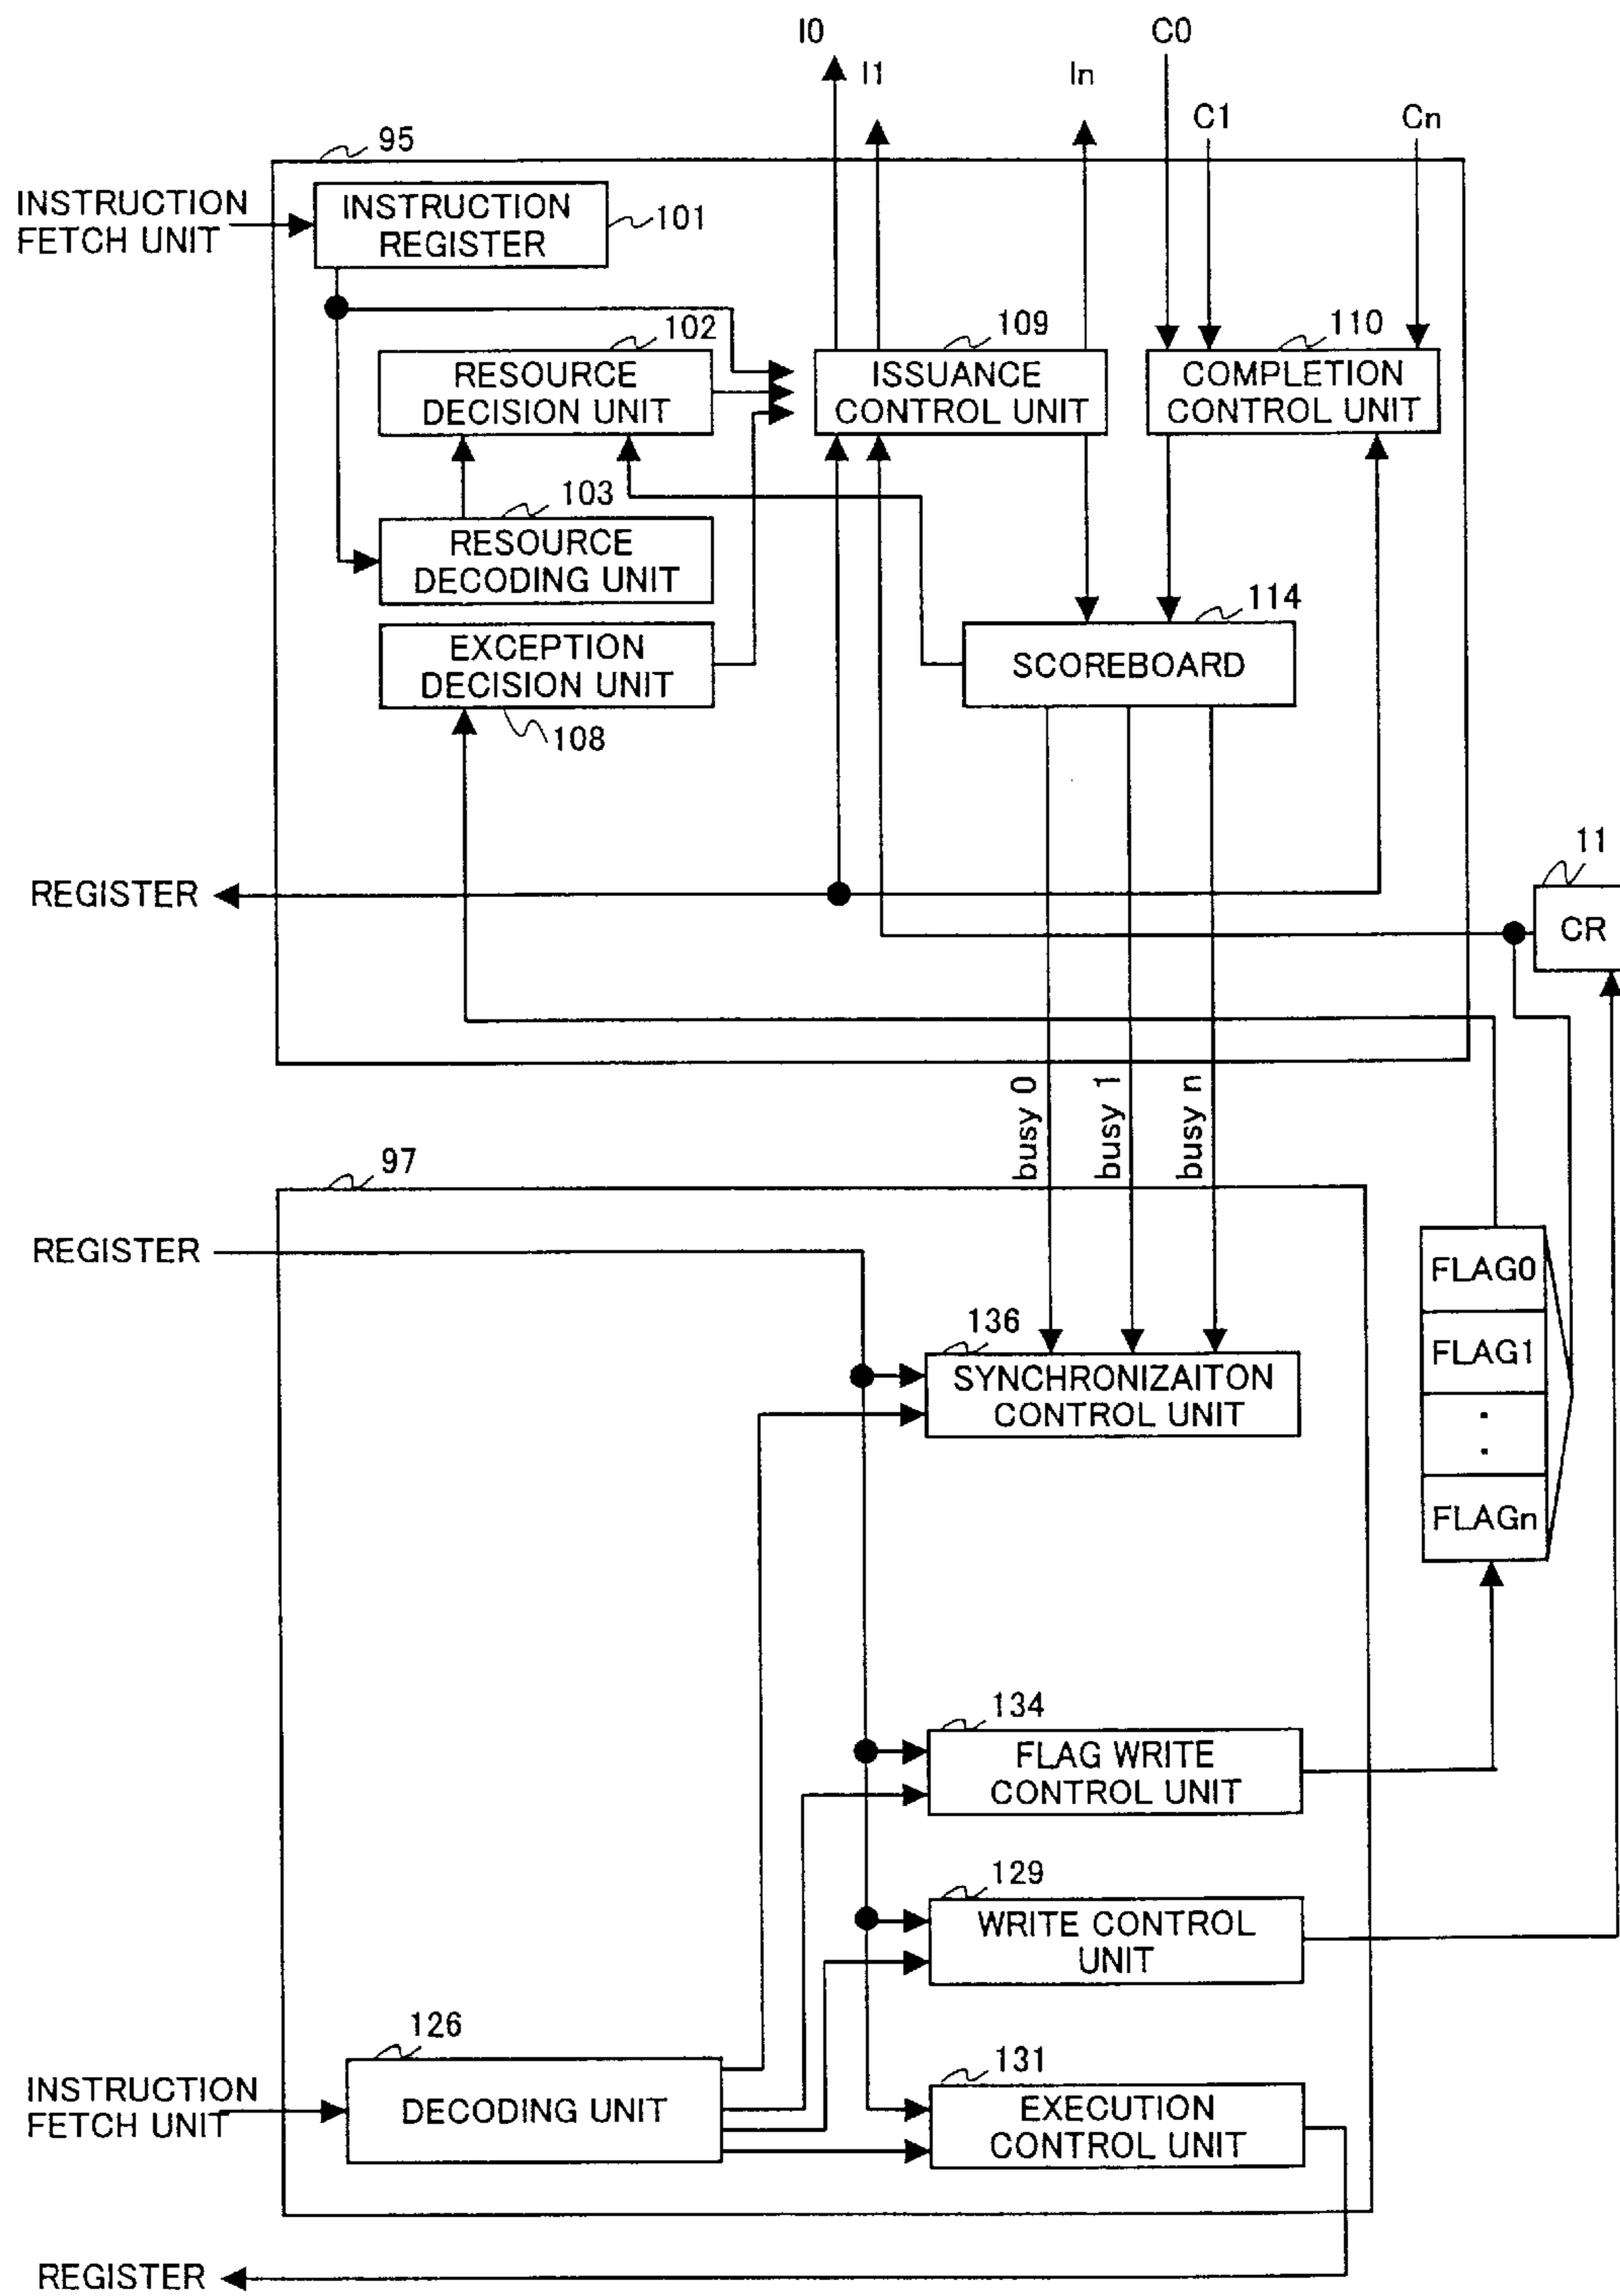 I0
C0
I1
In
C1
Cn
95
INSTRUCTION
FETCH UNIT
INSTRUCTION
REGISTER
101
102
109
110
RESOURCE
DECISION UNIT
ISSUANCE
CONTROL UNIT
COMPLETION
CONTROL UNIT
103
RESOURCE
DECODING UNIT
114
EXCEPTION
DECISION UNIT
SCOREBOARD
108
11
REGISTER
CR
busy 0
busy 1
busy n
97
REGISTER
FLAG0
136
FLAG1
SYNCHRONIZAITON
CONTROL UNIT
:
FLAGn
134
FLAG WRITE
CONTROL UNIT
129
WRITE CONTROL
UNIT
126
131
INSTRUCTION
FETCH UNIT
DECODING UNIT
EXECUTION
CONTROL UNIT
REGISTER